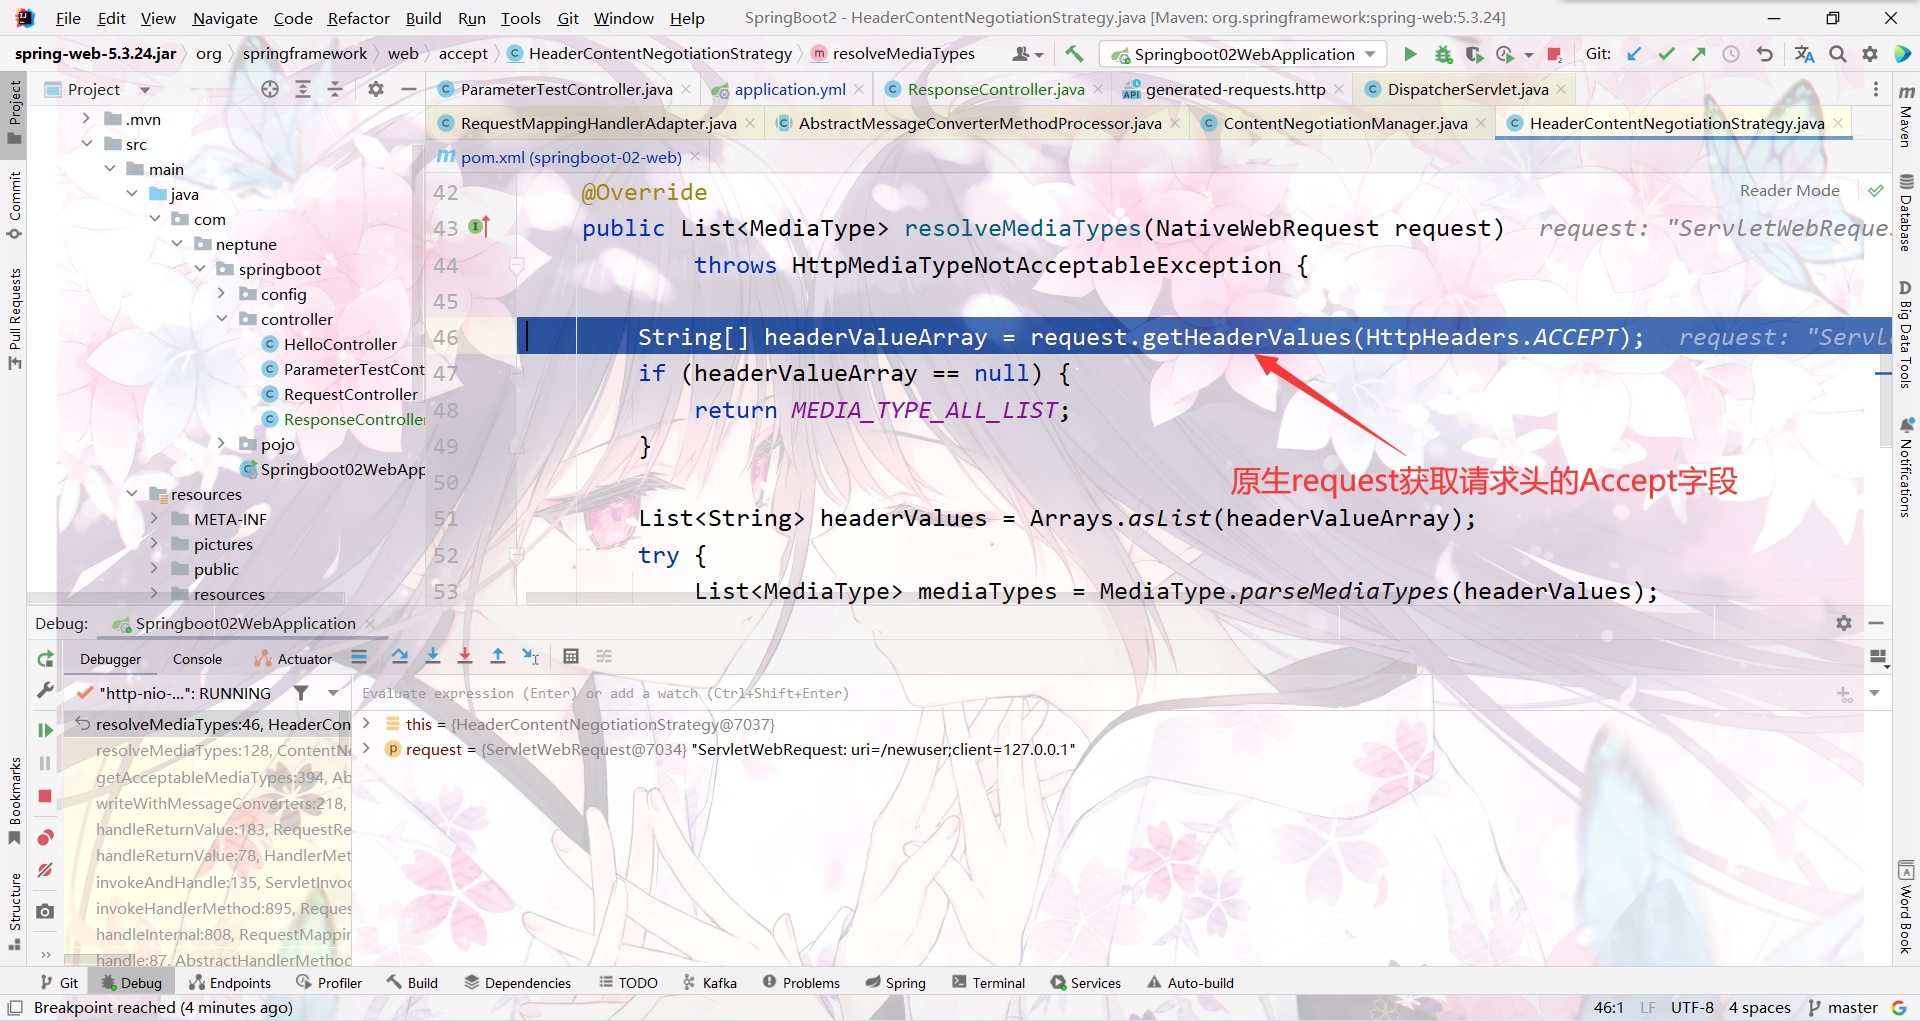 File Edit View Navigate Code Refactor Build Run Tools Git Window Help SpringBoot2 - HeaderContentNegotiationStrategy.java [Maven: org.springframework:spring-web:5.3.24]
spring-web-5.3.24.jar org springframework web accept HeaderContentNegotiationStrategy resolveMediaTypes Springboot02WebApplication Git:
Project
ParameterTestController.java application.yml ResponseController.java generated-requests.http DispatcherServlet.java
RequestMappingHandlerAdapter.java AbstractMessageConverterMethodProcessor.java ContentNegotiationManager.java HeaderContentNegotiationStrategy.java
pom.xml (springboot-02-web)
Project
Commit
Pull Requests
Bookmarks
Structure
.mvn
src
main
java
com
neptune
springboot
config
controller
HelloController
ParameterTestCont
RequestController
ResponseController
pojo
Springboot02WebApp
resources
META-INF
pictures
public
resources
Reader Mode
42 @Override
43 public List<MediaType> resolveMediaTypes(NativeWebRequest request) request: "ServletWebReque
44 throws HttpMediaTypeNotAcceptableException {
45
46 String[] headerValueArray = request.getHeaderValues(HttpHeaders.ACCEPT); request: "Servl
47 if (headerValueArray == null) {
48 return MEDIA_TYPE_ALL_LIST;
49 }
原生request获取请求头的Accept字段
50
51 List<String> headerValues = Arrays.asList(headerValueArray);
52 try {
53 List<MediaType> mediaTypes = MediaType.parseMediaTypes(headerValues);
Maven
Database
Big Data Tools
Notifications
Word Book
Debug: Springboot02WebApplication
Debugger Console Actuator
"http-nio-...": RUNNING
Evaluate expression (Enter) or add a watch (Ctrl+Shift+Enter)
resolveMediaTypes:46, HeaderCon
resolveMediaTypes:128, ContentNe
getAcceptableMediaTypes:394, Ab
writeWithMessageConverters:218,
handleReturnValue:183, RequestRe
handleReturnValue:78, HandlerMet
invokeAndHandle:135, ServletInvoc
invokeHandlerMethod:895, Reques
handleInternal:808, RequestMappin
handle:87, AbstractHandlerMethod
this = {HeaderContentNegotiationStrategy@7037}
request = {ServletWebRequest@7034} "ServletWebRequest: uri=/newuser;client=127.0.0.1"
Git Debug Endpoints Profiler Build Dependencies TODO Kafka Problems Spring Terminal Services Auto-build
Breakpoint reached (4 minutes ago) 46:1 LF UTF-8 4 spaces master